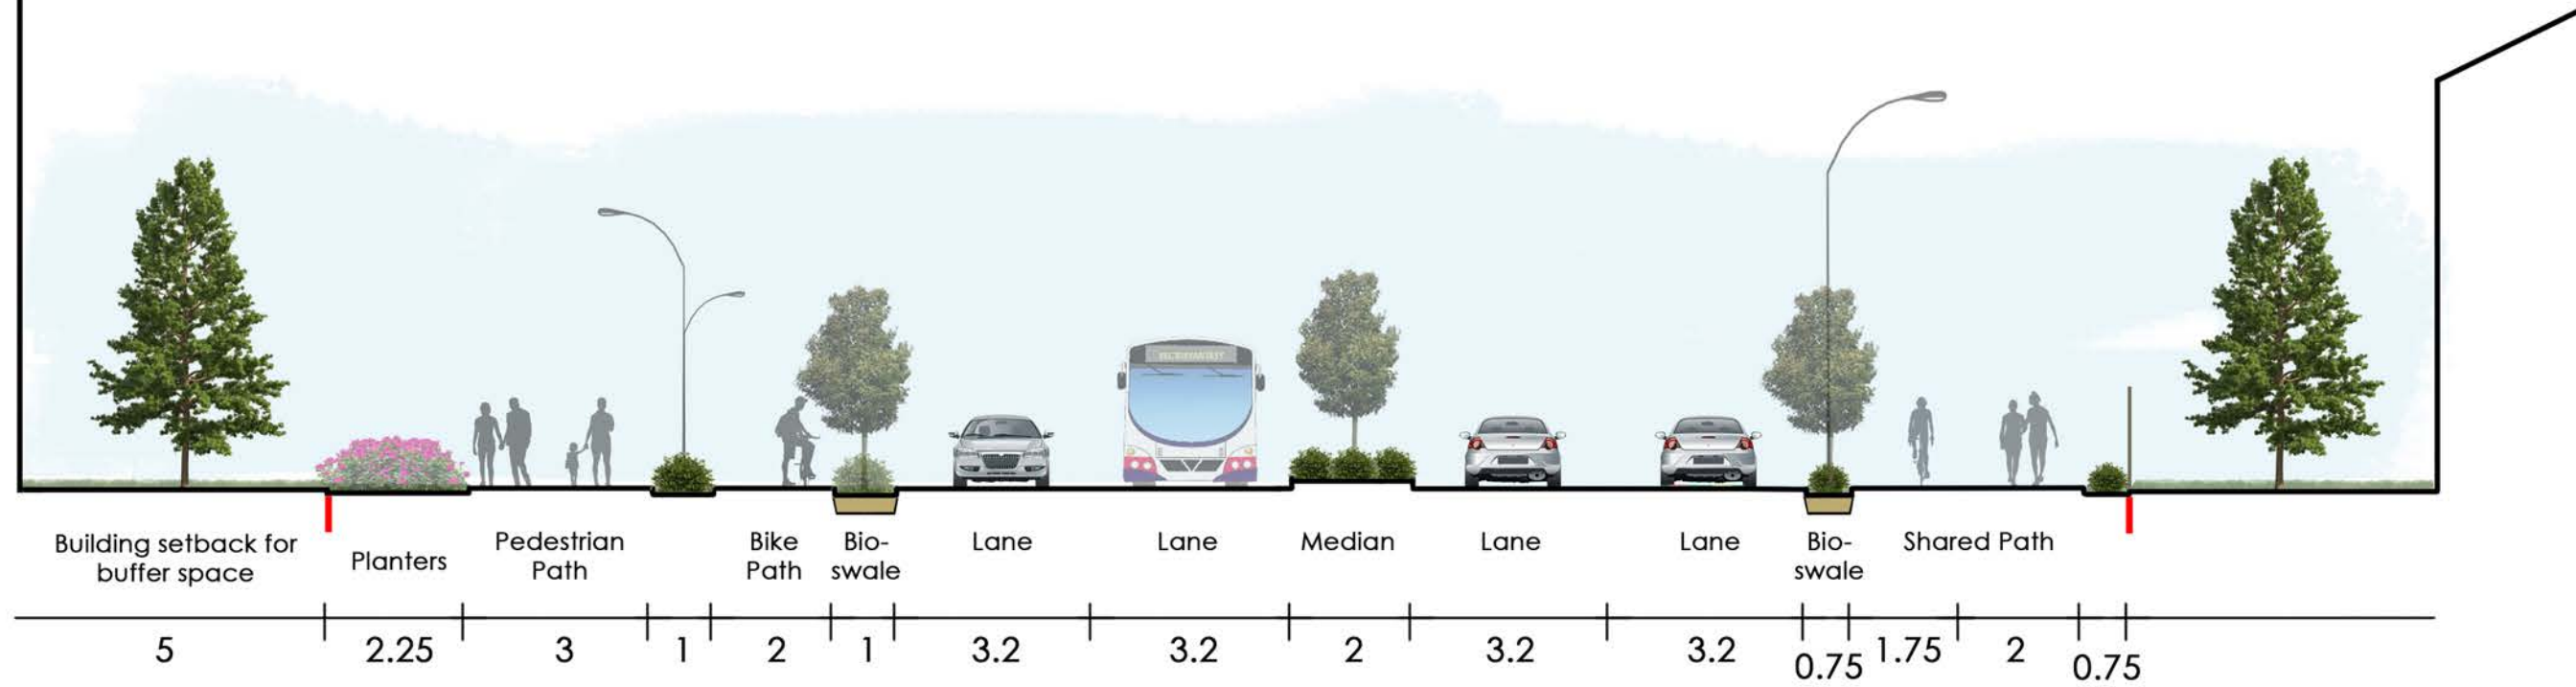 Building setback for
buffer space
Planters
Pedestrian
Path
Bike
Path
Bio-
swale
Lane
Lane
Median
Lane
Lane
Bio-
swale
Shared Path
5
2.25
3
1
2
1
3.2
3.2
2
3.2
3.2
0.75
1.75
2
0.75